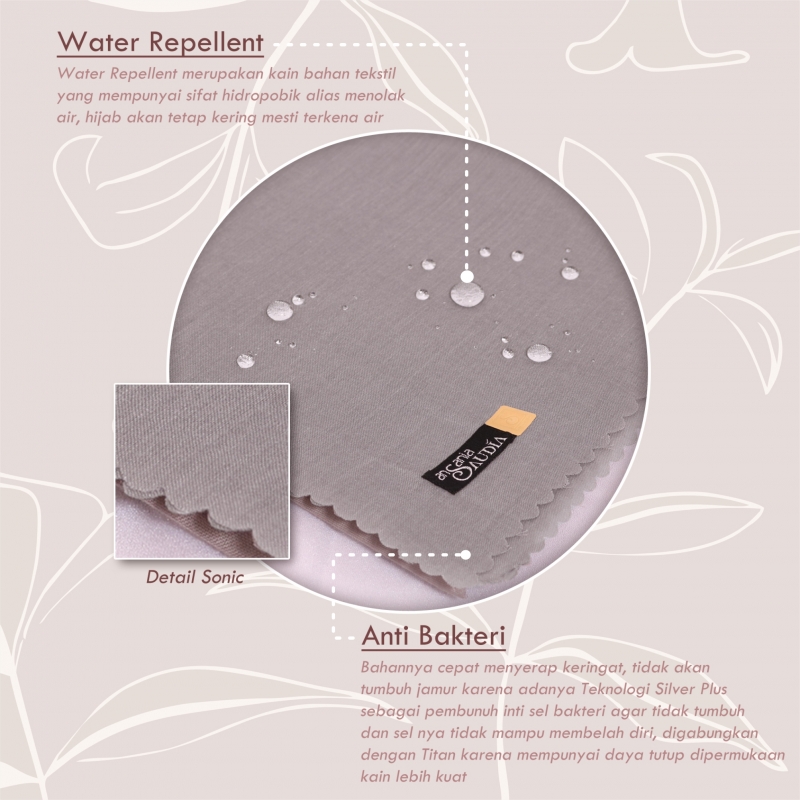 Water Repellent
Water Repellent merupakan kain bahan tekstil
yang mempunyai sifat hidropobik alias menolak
air, hijab akan tetap kering mesti terkena air
ansania
SAUDÍA
Detail Sonic
Anti Bakteri
Bahannya cepat menyerap keringat, tidak akan
tumbuh jamur karena adanya Teknologi Silver Plus
sebagai pembunuh inti sel bakteri agar tidak tumbuh
dan sel nya tidak mampu membelah diri, digabungkan
dengan Titan karena mempunyai daya tutup dipermukaan
kain lebih kuat